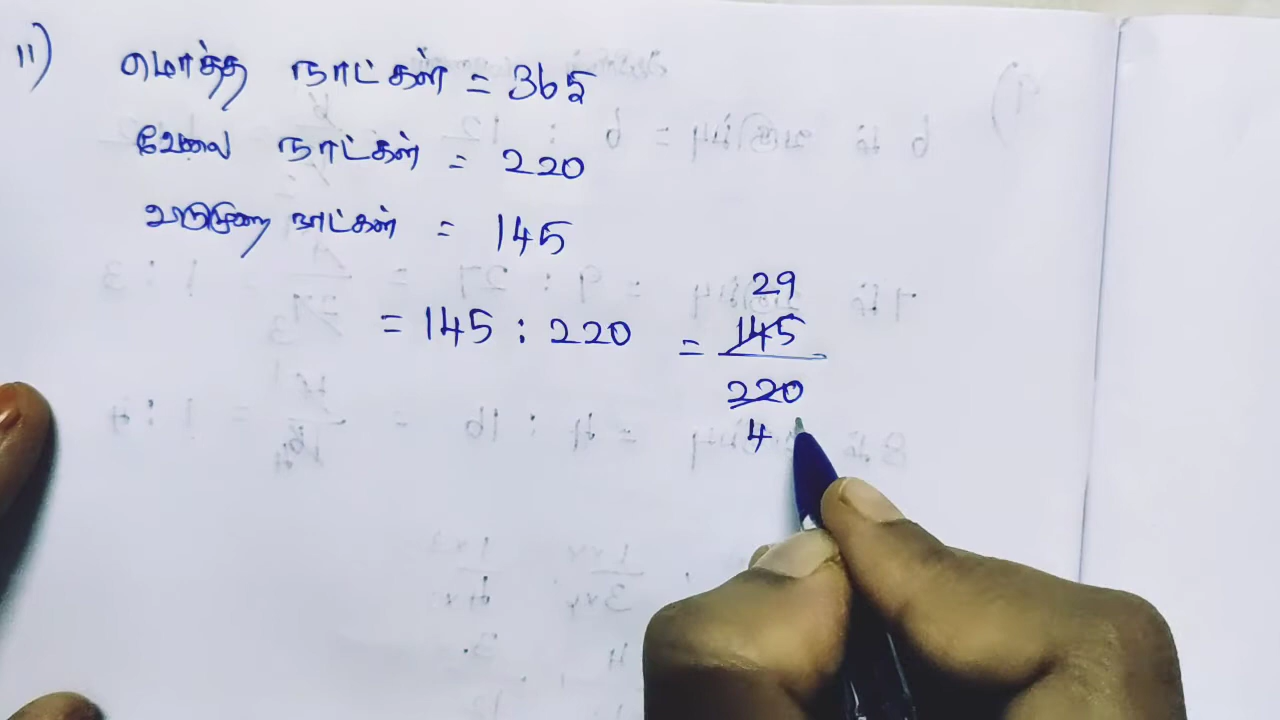 11) மொத்த நாட்கள் = 365
வேலை நாட்கள் = 220
விடுமுறை நாட்கள் = 145
29
= 145 : 220 = 145
220
4